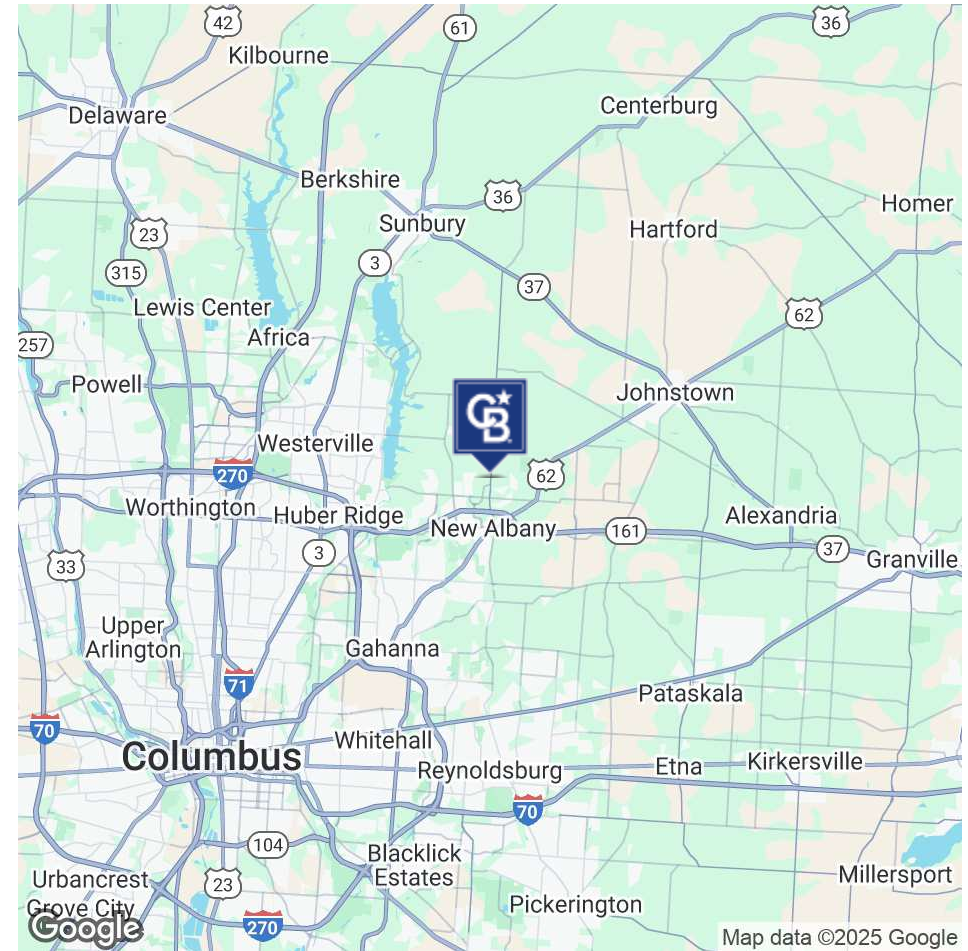 42
61
36
Kilbourne
Centerburg
Delaware
Berkshire
36
Homer
Sunbury
Hartford
23
3
315
37
Lewis Center
62
Africa
257
Powell
Johnstown
CB
Westerville
270
62
Worthington
Huber Ridge
New Albany
161
Alexandria
3
37
33
Granville
Upper
Arlington
Gahanna
71
Pataskala
70
Whitehall
Columbus
Reynoldsburg
Etna
Kirkersville
70
104
Blacklick
Estates
Urbancrest
23
Millersport
Grove City
Pickerington
Google
270
Map data ©2025 Google